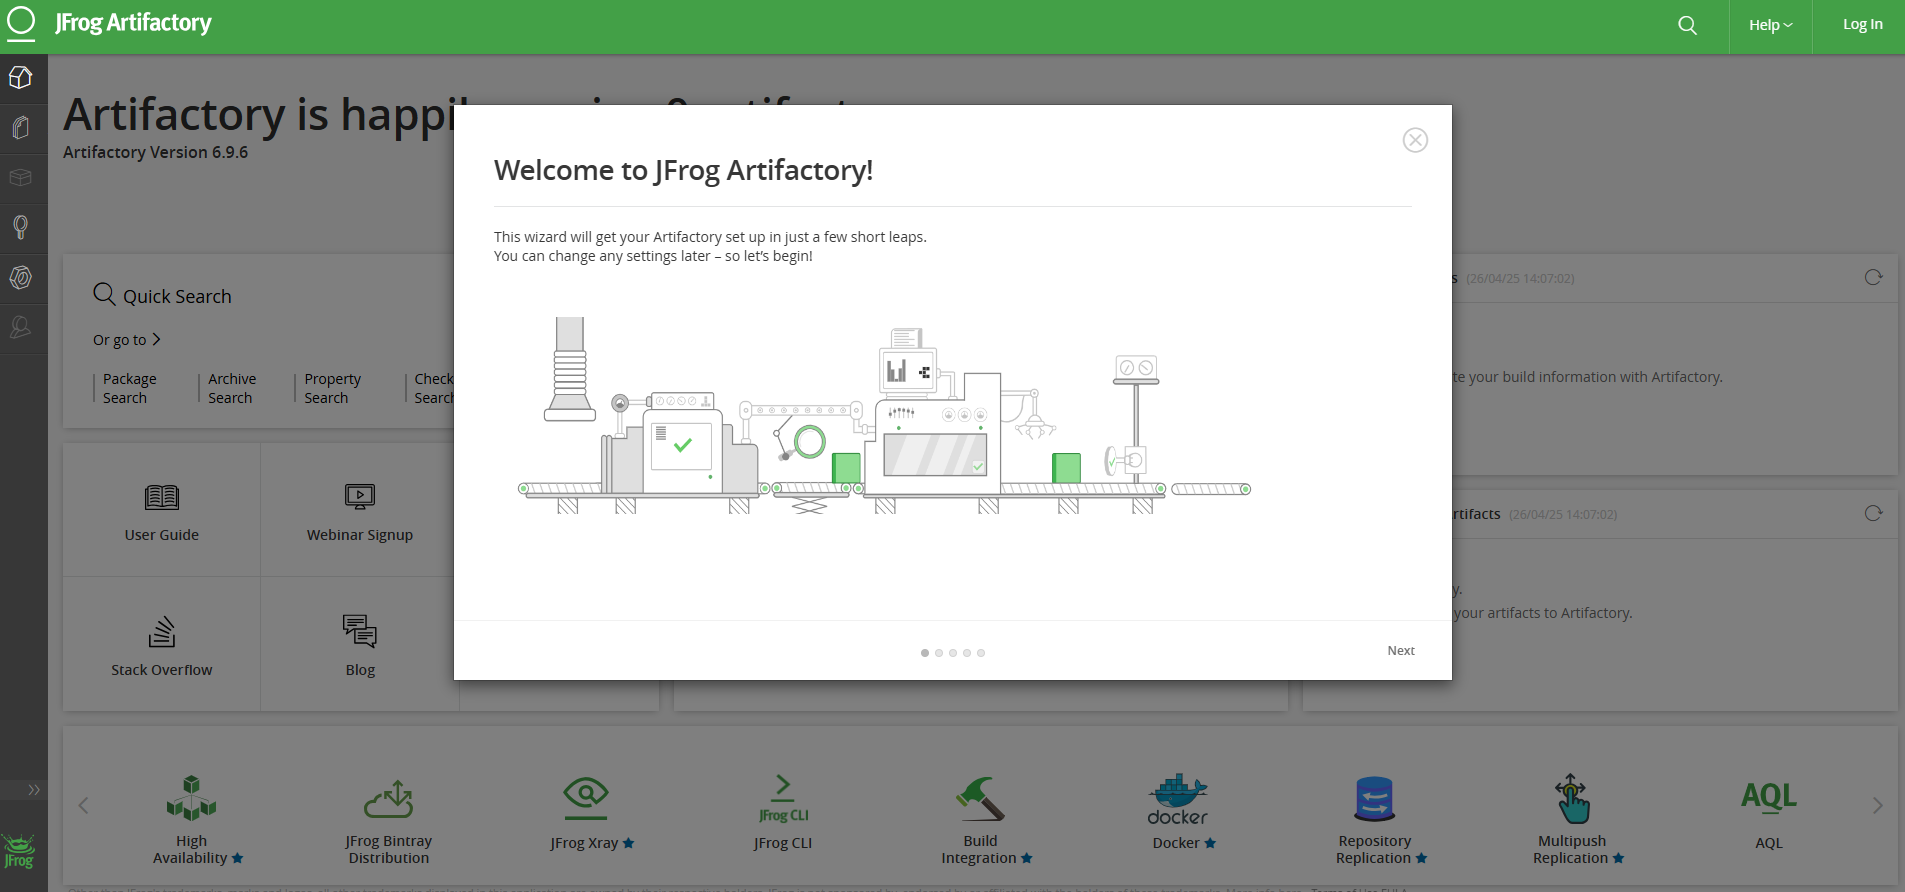 JFrog Artifactory
Help
Log In
Artifactory is happil
Artifactory Version 6.9.6
Welcome to JFrog Artifactory!
This wizard will get your Artifactory set up in just a few short leaps.
You can change any settings later – so let's begin!
Next
Quick Search
Or go to
Package
Search
Archive
Search
Property
Search
Check
Search
(26/04/25 14:07:02)
te your build information with Artifactory.
User Guide
Webinar Signup
Stack Overflow
Blog
rtifacts (26/04/25 14:07:02)
y.
your artifacts to Artifactory.
High
Availability
JFrog Bintray
Distribution
JFrog Xray
JFrog CLI
JFrog CLI
Build
Integration
docker
Docker
Repository
Replication
Multipush
Replication
AQL
AQL
JFrog